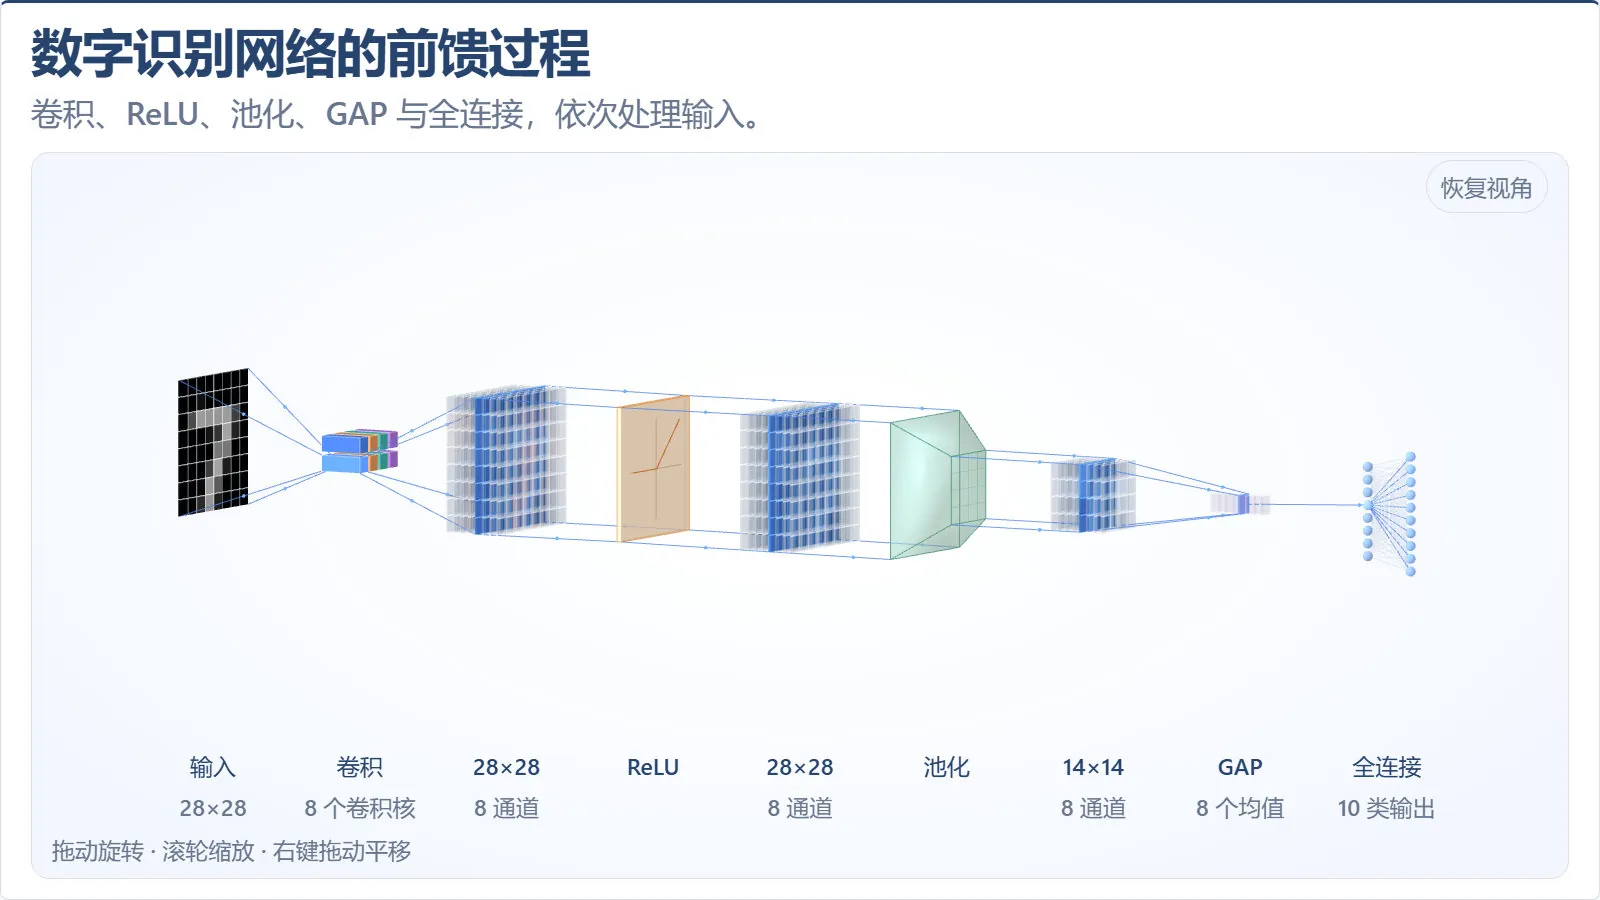 数字识别网络的前馈过程
卷积、ReLU、池化、GAP 与全连接，依次处理输入。
恢复视角
输入 卷积 28×28 ReLU 28×28 池化 14×14 GAP 全连接
28×28 8 个卷积核 8 通道 8 通道 8 通道 8 个均值 10 类输出
拖动旋转 · 滚轮缩放 · 右键拖动平移